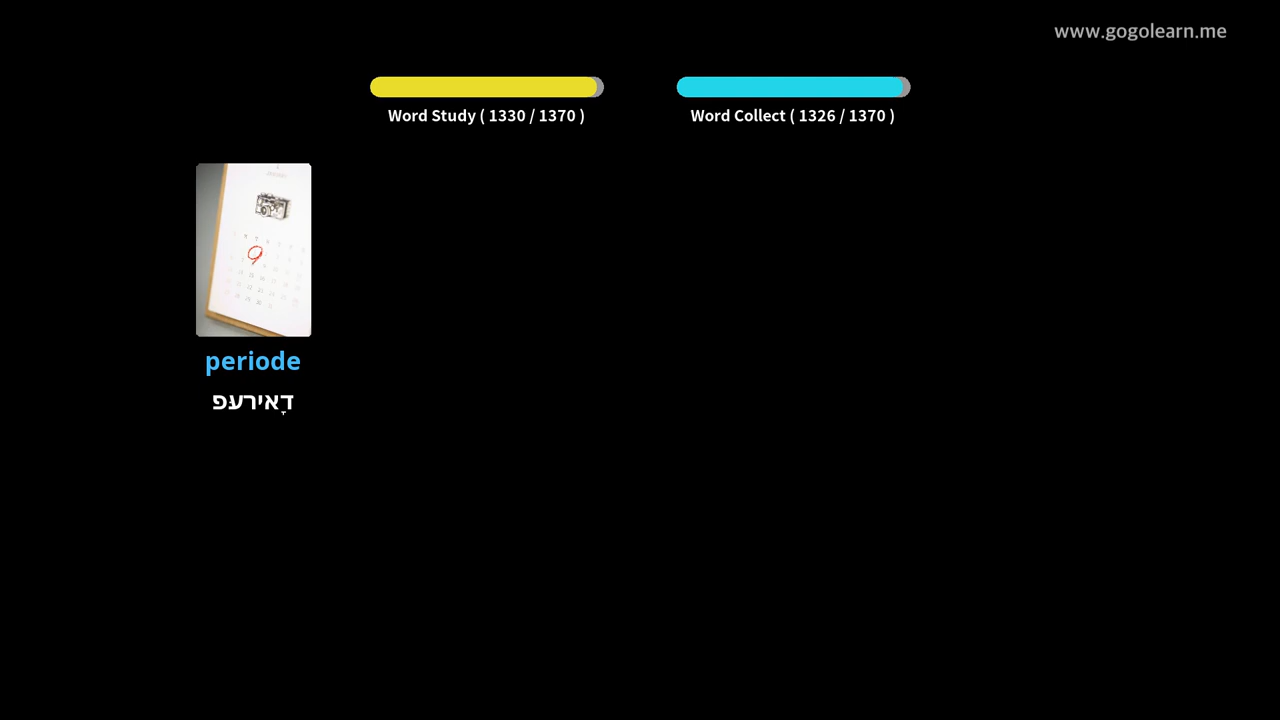 www.gogolearn.me
Word Study ( 1330 / 1370 )
Word Collect ( 1326 / 1370 )
periode
דָאירעפ